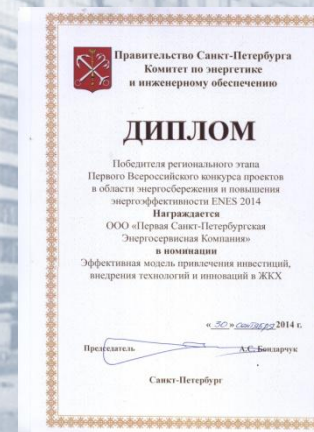 Правительство Санкт-Петербурга
Комитет по энергетике
и инженерному обеспечению
ДИПЛОМ
Победителя регионального этапа
Первого Всероссийского конкурса проектов
в области энергосбережения и повышения
энергоэффективности ENES 2014
Награждается
ООО «Первая Санкт-Петербургская
Энергосервисная Компания»
в номинации
Эффективная модель привлечения инвестиций,
внедрения технологий и инноваций в ЖКХ
« 30 » сентября 2014 г.
Председатель А.С. Бондарчук
Санкт-Петербург